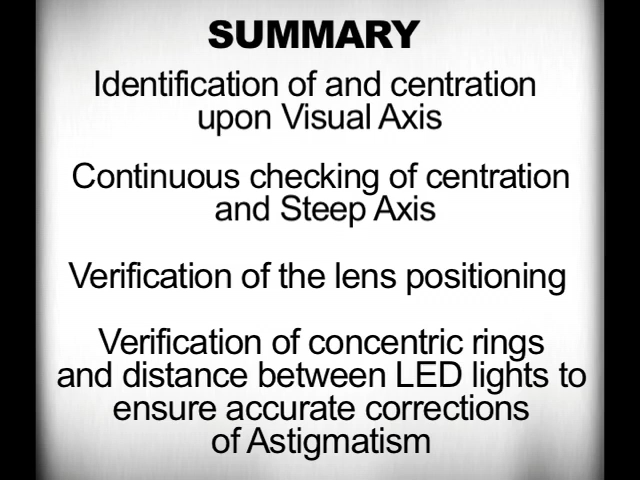 SUMMARY
Identification of and centration
upon Visual Axis
Continuous checking of centration
and Steep Axis
Verification of the lens positioning
Verification of concentric rings
and distance between LED lights to
ensure accurate corrections
of Astigmatism